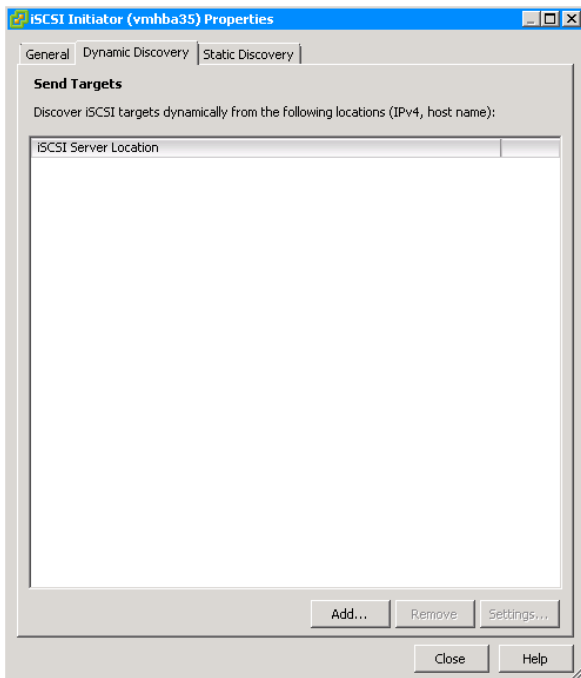 iSCSI Initiator (vmhba35) Properties
General Dynamic Discovery Static Discovery
Send Targets
Discover iSCSI targets dynamically from the following locations (IPv4, host name):
iSCSI Server Location
Add... Remove Settings...
Close Help